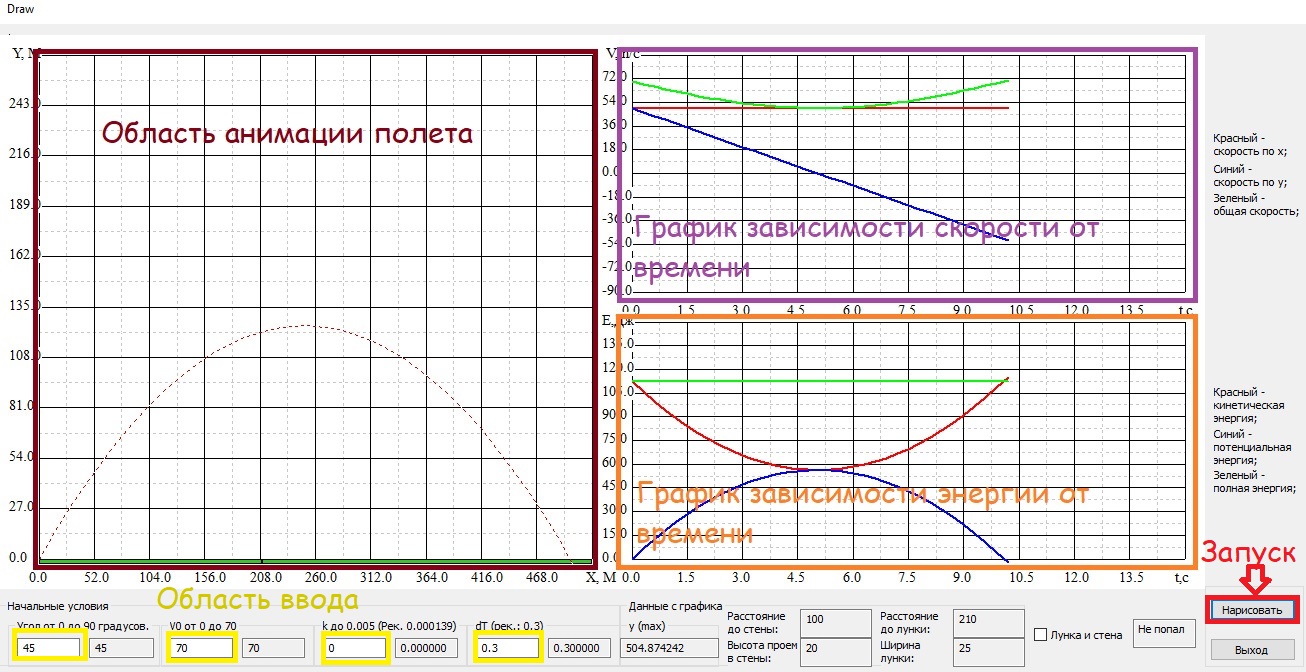 Draw
Y, М
243.0
216.0
189.0
162.0
135.0
108.0
81.0
54.0
27.0
0.0
0.0 52.0 104.0 156.0 208.0 260.0 312.0 364.0 416.0 468.0 X, М
Область анимации полета
V,м/с
72.0
54.0
36.0
18.0
0.0
-18.0
-36.0
-54.0
-72.0
-90.0
0.0 1.5 3.0 4.5 6.0 7.5 9.0 10.5 12.0 13.5 t,c
График зависимости скорости от
времени
Красный -
скорость по x;
Синий -
скорость по y;
Зеленый -
общая скорость;
E,Дж
135.0
120.0
105.0
90.0
75.0
60.0
45.0
30.0
15.0
0.0
0.0 1.5 3.0 4.5 6.0 7.5 9.0 10.5 12.0 13.5 t,c
График зависимости энергии от
времени
Красный -
кинетическая
энергия;
Синий -
потенциальная
энергия;
Зеленый -
полная энергия;
Запуск
Нарисовать
Выход
Область ввода
Начальные условия
Угол от 0 до 90 градусов.
45 45
V0 от 0 до 70
70 70
k до 0.005 (Рек. 0.000139)
0 0.000000
dT (рек.: 0.3)
0.3 0.300000
Данные с графика
y (max)
504.874242
Расстояние
до стены:
100
Высота проем
в стены:
20
Расстояние
до лунки:
210
Ширина
лунки:
25
Лунка и стена
Не попал